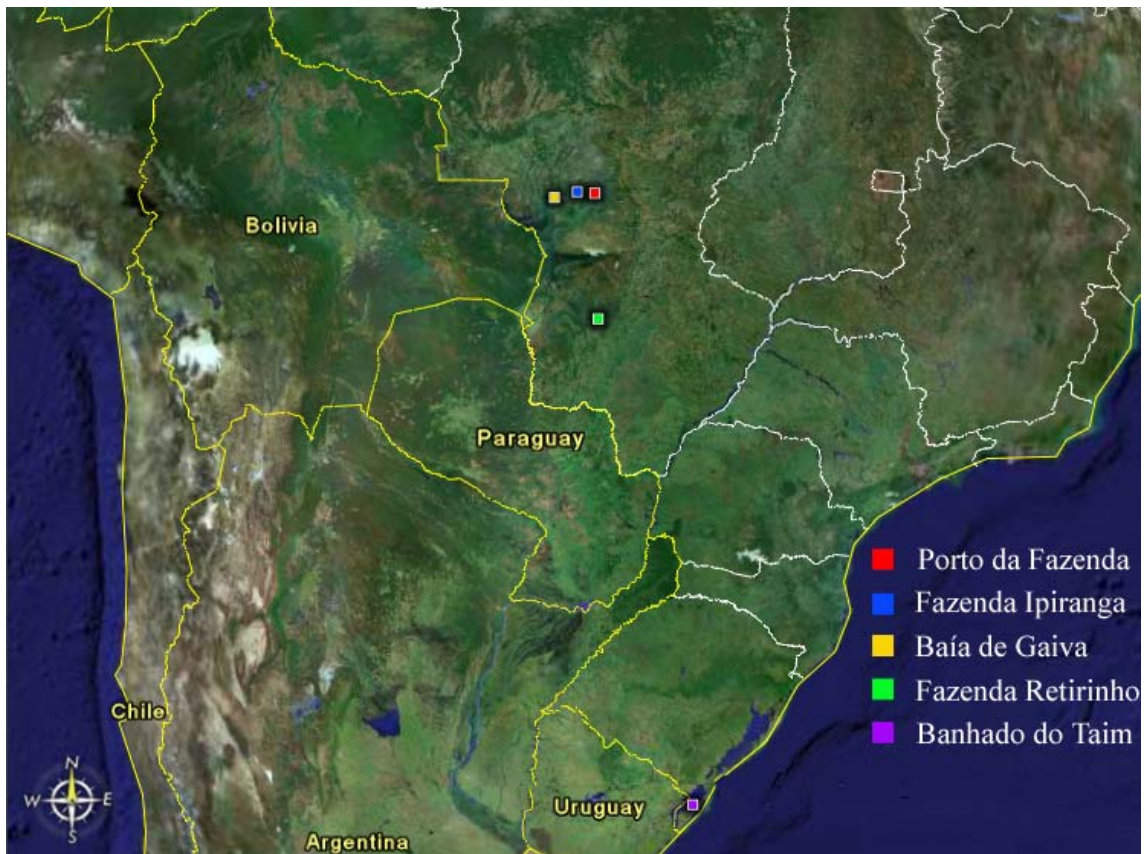 Bolivia
Paraguay
Porto da Fazenda
Fazenda Ipiranga
Baía de Gaiva
Fazenda Retirinho
Chile
Banhado do Taim
N
W E
S
Uruguay
Argentina